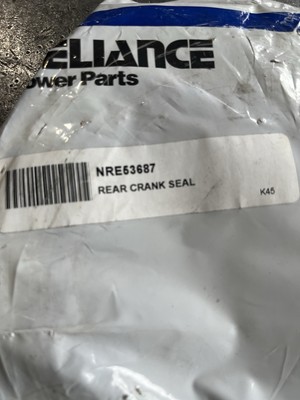 ELIANCE
ower Parts
NRE53687
REAR CRANK SEAL
K45